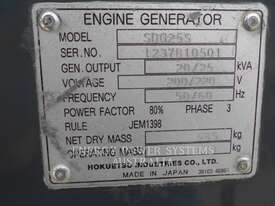 ENGINE GENERATOR
MODEL SDG25S
SER. NO. 1237B10501
GEN. OUTPUT 20/25 kVA
VOLTAGE 200/220 V
FREQUENCY 50/60 Hz
POWER FACTOR 80% PHASE 3
RULE JEM1398
NET DRY MASS kg
OPERATING MASS kg
HOKUETSU INDUSTRIES CO., LTD.
MADE IN JAPAN